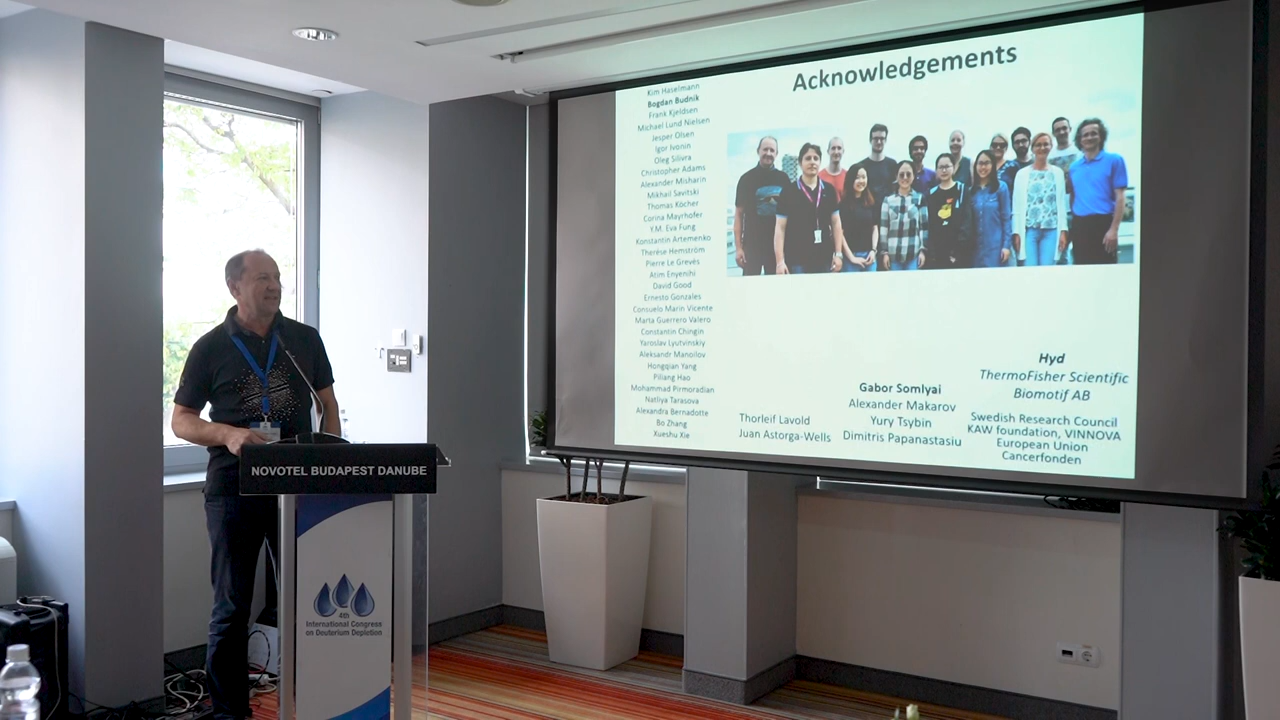 Acknowledgements
Kim Haselmann
Bogdan Budnik
Frank Kjeldsen
Michael Lund Nielsen
Jesper Olsen
Igor Ivonin
Oleg Silivra
Christopher Adams
Alexander Misharin
Mikhail Savitski
Thomas Köcher
Corina Mayrhofer
Y.M. Eva Fung
Konstantin Artemenko
Therése Hemström
Pierre Le Grevés
Atim Enyenihi
David Good
Ernesto Gonzales
Consuelo Marin Vicente
Marta Guerrero Valero
Constantin Chingin
Yaroslav Lyutvinskiy
Aleksandr Manoilov
Hongqian Yang
Piliang Hao
Mohammad Pirmoradian
Natliya Tarasova
Alexandra Bernadotte
Bo Zhang
Xueshu Xie
Thorleif Lavold
Juan Astorga-Wells
Gabor Somlyai
Alexander Makarov
Yury Tsybin
Dimitris Papanastasiu
Hyd
ThermoFisher Scientific
Biomotif AB
Swedish Research Council
KAW foundation, VINNOVA
European Union
Cancerfonden
NOVOTEL BUDAPEST DANUBE
4th
International Congress
on Deuterium Depletion